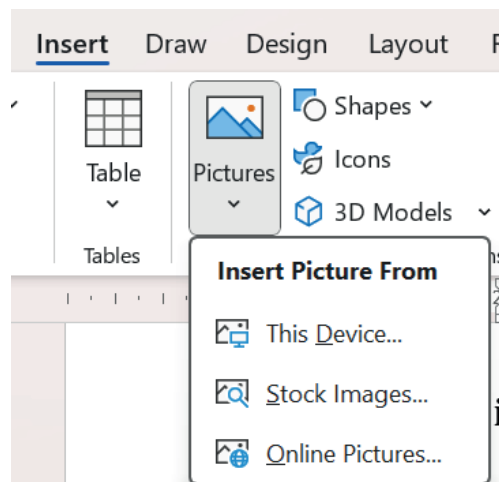 Insert Draw Design Layout
Table
Pictures
Shapes
Icons
3D Models
Tables
Insert Picture From
This Device...
Stock Images...
Online Pictures...